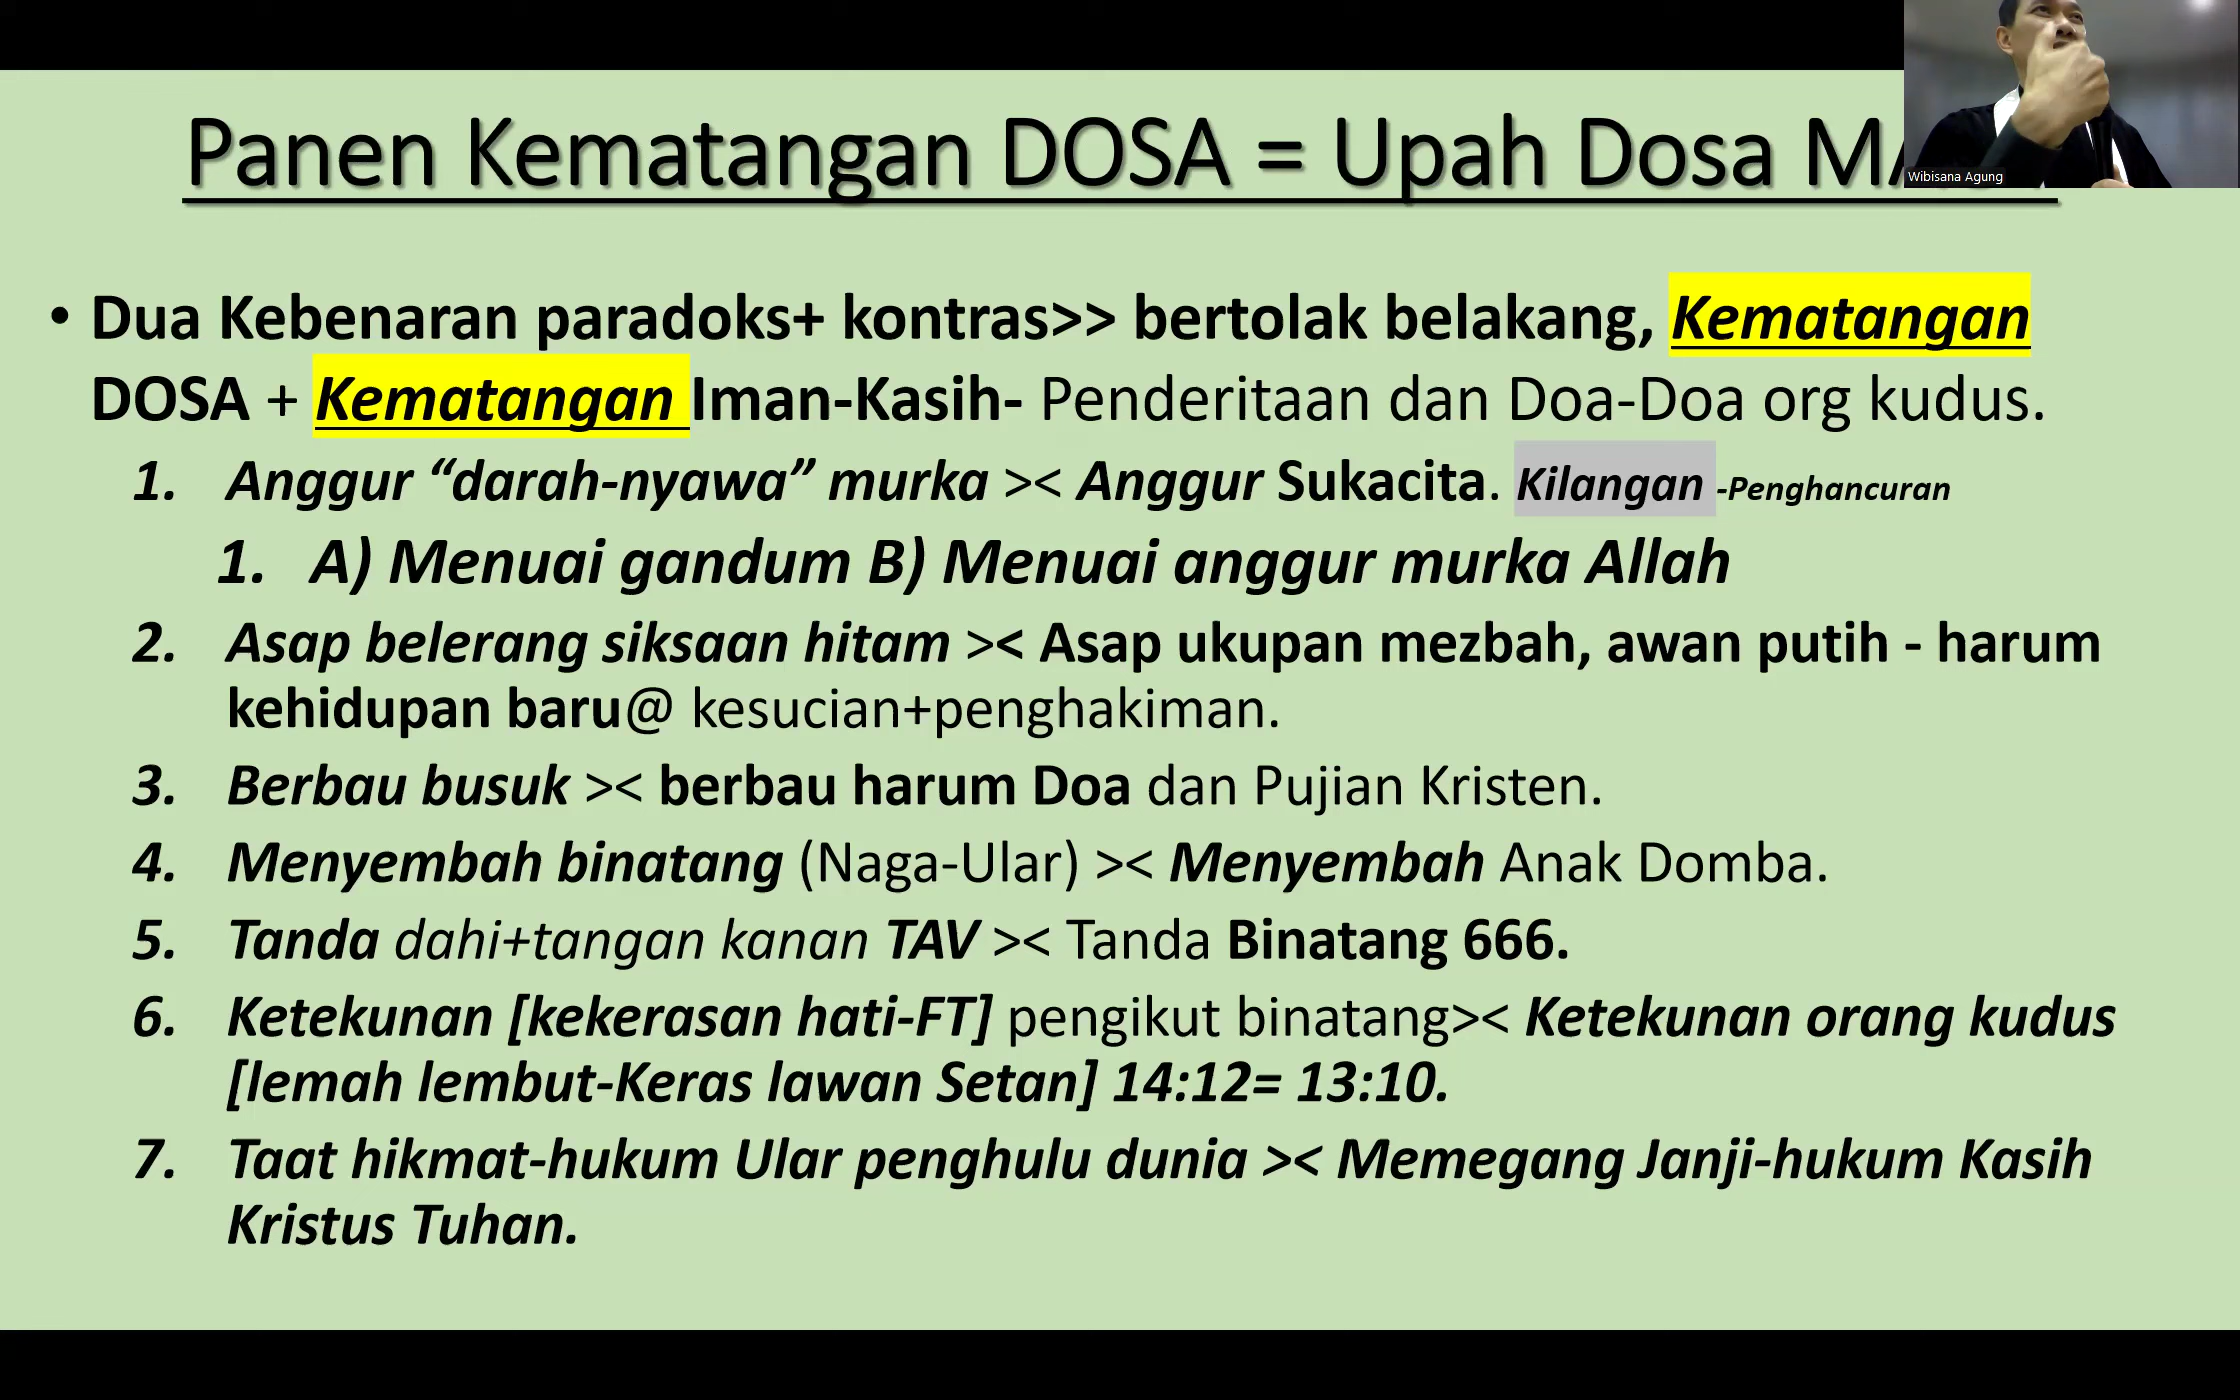 Panen Kematangan DOSA = Upah Dosa
Wibisana Agung
• Dua Kebenaran paradoks+ kontras>> bertolak belakang, Kematangan
DOSA + Kematangan Iman-Kasih- Penderitaan dan Doa-Doa org kudus.
1. Anggur “darah-nyawa” murka >< Anggur Sukacita. Kilangan -Penghancuran
1. A) Menuai gandum B) Menuai anggur murka Allah
2. Asap belerang siksaan hitam >< Asap ukupan mezbah, awan putih - harum
kehidupan baru@ kesucian+penghakiman.
3. Berbau busuk >< berbau harum Doa dan Pujian Kristen.
4. Menyembah binatang (Naga-Ular) >< Menyembah Anak Domba.
5. Tanda dahi+tangan kanan TAV >< Tanda Binatang 666.
6. Ketekunan [kekerasan hati-FT] pengikut binatang>< Ketekunan orang kudus
[lemah lembut-Keras lawan Setan] 14:12= 13:10.
7. Taat hikmat-hukum Ular penghulu dunia >< Memegang Janji-hukum Kasih
Kristus Tuhan.